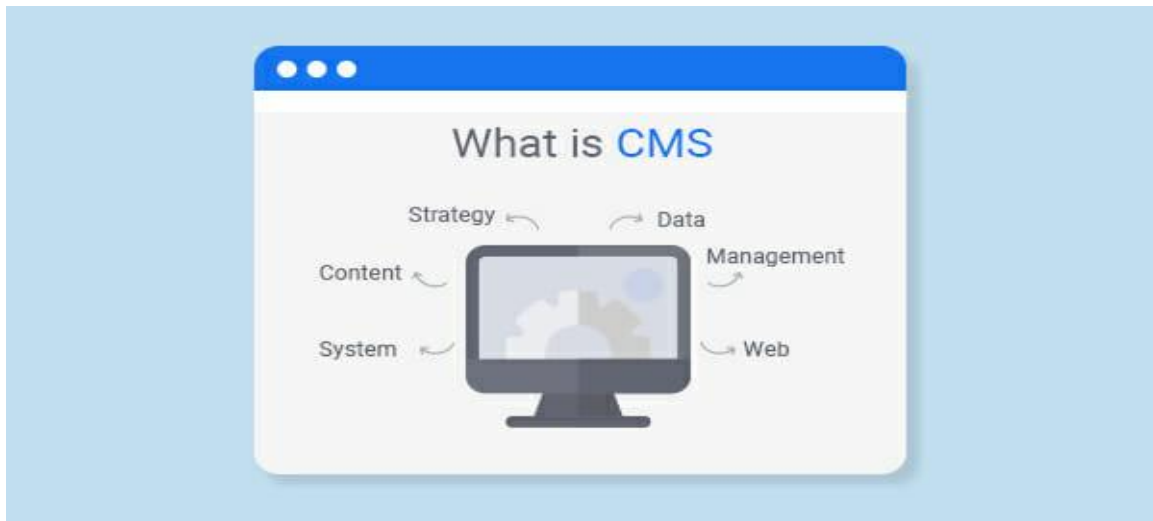 What is CMS
Strategy
Data
Content
Management
System
Web